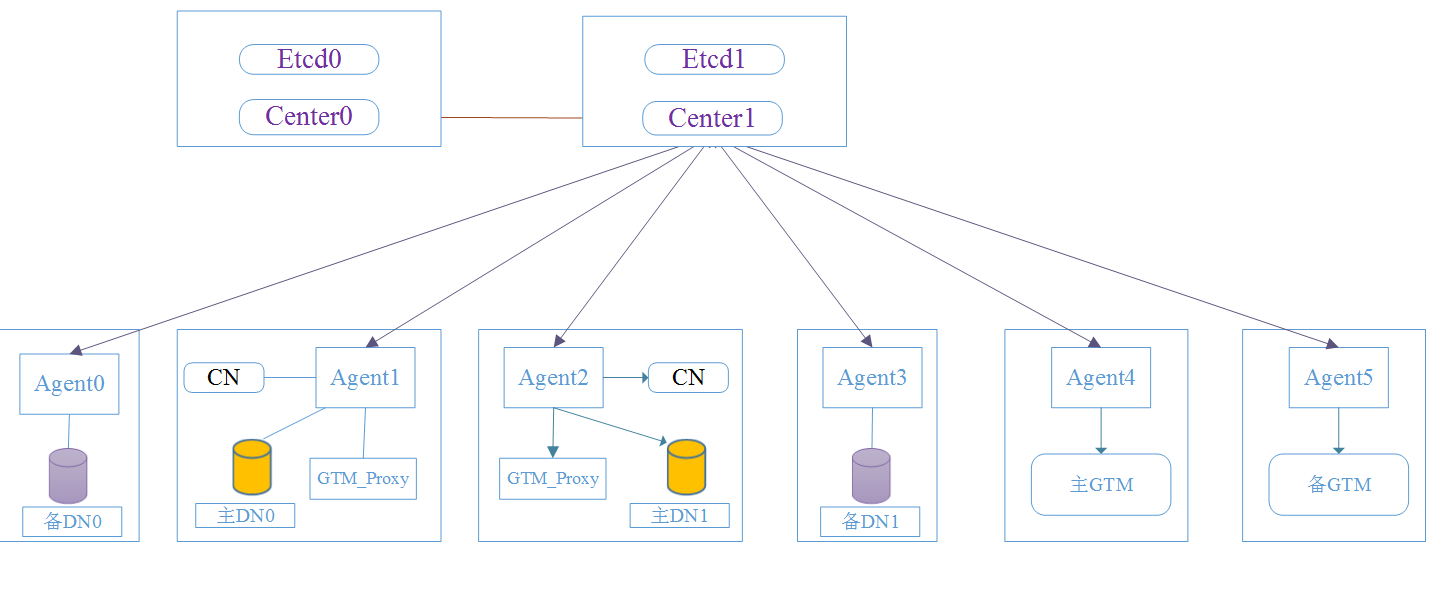 Etcd0
Center0
Etcd1
Center1
Agent0
备DN0
CN
Agent1
主DN0
GTM_Proxy
Agent2
CN
GTM_Proxy
主DN1
Agent3
备DN1
Agent4
主GTM
Agent5
备GTM